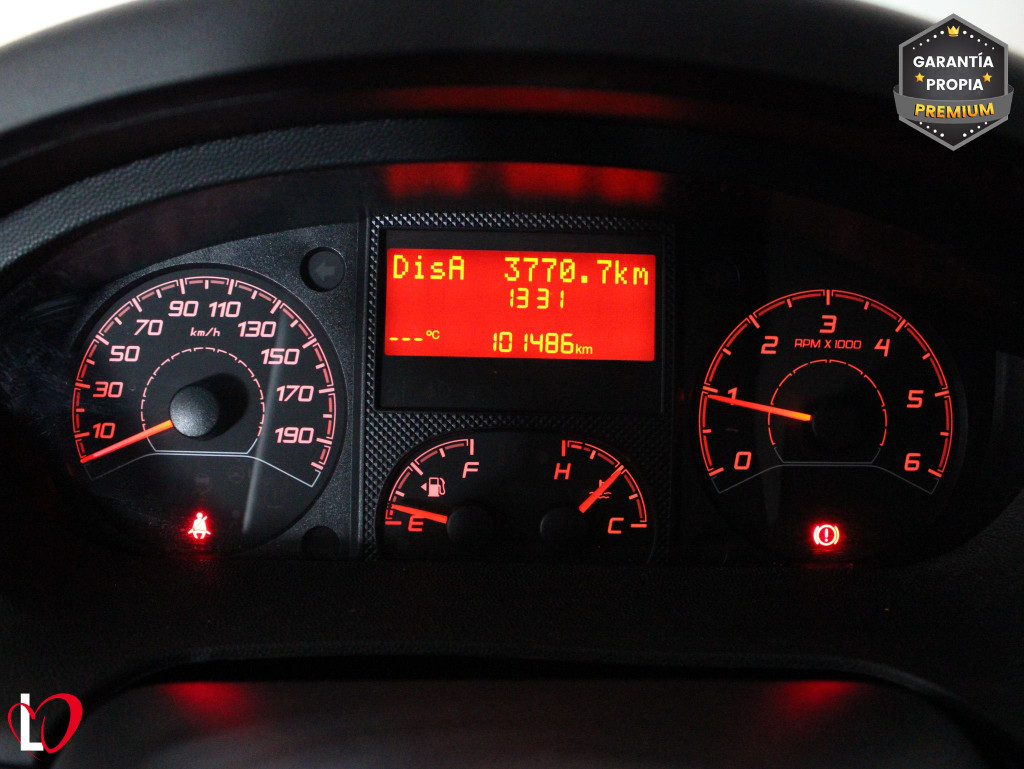 GARANTÍA
PROPIA
PREMIUM
DisA 3770.7km
1331
---°C 101486km
10 30 50 70 90 110 130 150 170 190
km/h
0 1 2 3 4 5 6
RPM X 1000
E F
H C
L